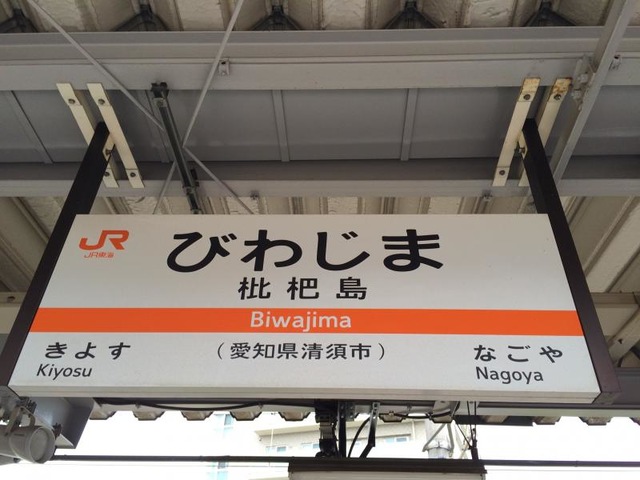 JR
JR東海
びわじま
枇杷島
Biwajima
きよす
Kiyosu
（愛知県清須市）
なごや
Nagoya